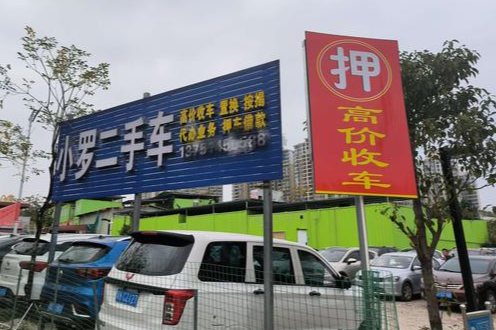 小罗二手车
高价收车 置换 按揭
代办业务 押车借款
押
高价收车